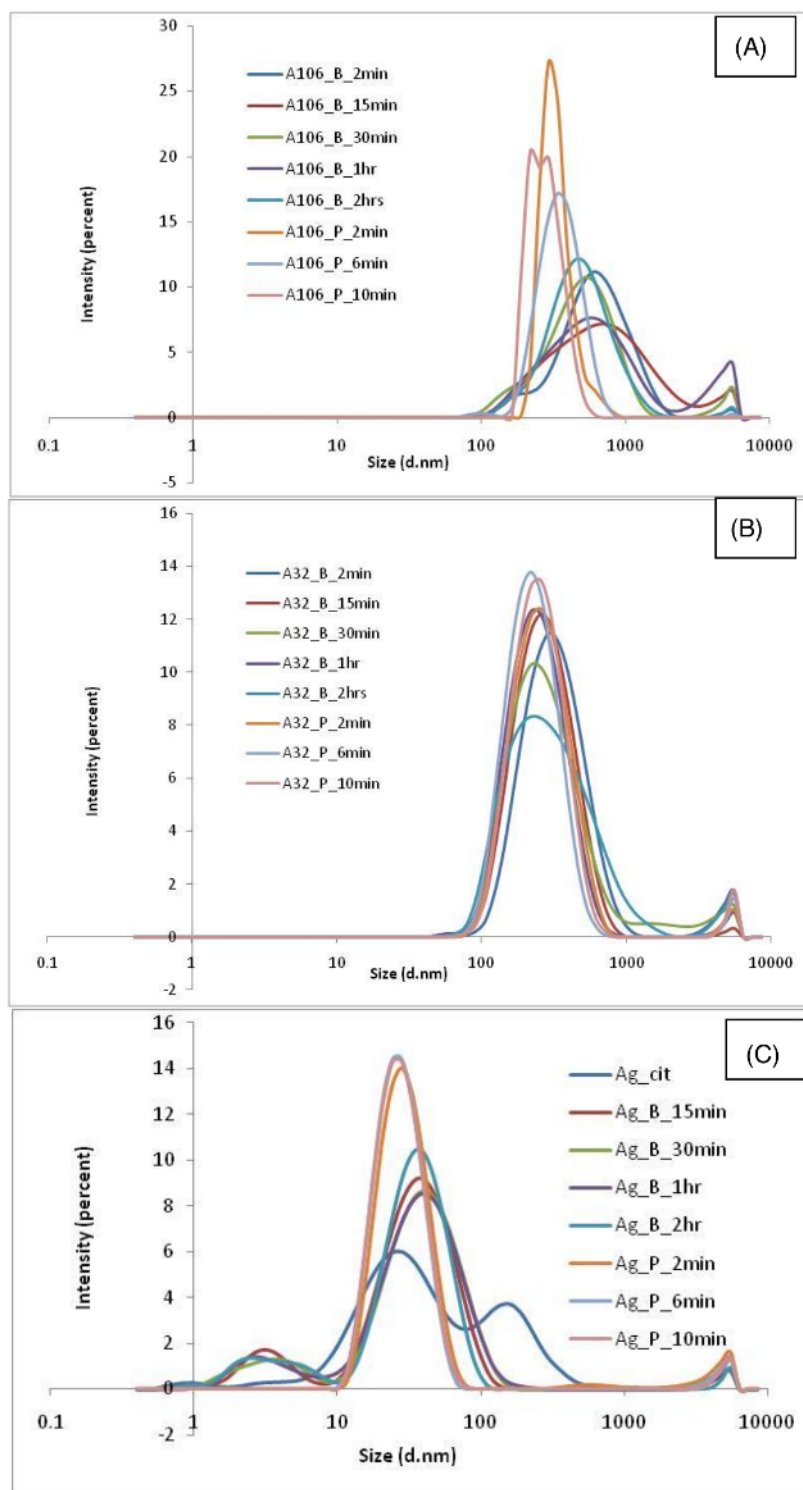 (A)
30
25
20
15
10
5
0
-5
Intensity (percent)
A106_B_2min
A106_B_15min
A106_B_30min
A106_B_1hr
A106_B_2hrs
A106_P_2min
A106_P_6min
A106_P_10min
0.1 1 10 100 1000 10000
Size (d.nm)
(B)
16
14
12
10
8
6
4
2
0
-2
Intensity (percent)
A32_B_2min
A32_B_15min
A32_B_30min
A32_B_1hr
A32_B_2hrs
A32_P_2min
A32_P_6min
A32_P_10min
0.1 1 10 100 1000 10000
Size (d.nm)
(C)
16
14
12
10
8
6
4
2
0
Intensity (percent)
Ag_cit
Ag_B_15min
Ag_B_30min
Ag_B_1hr
Ag_B_2hr
Ag_P_2min
Ag_P_6min
Ag_P_10min
0.1 1 10 100 1000 10000
Size (d.nm)